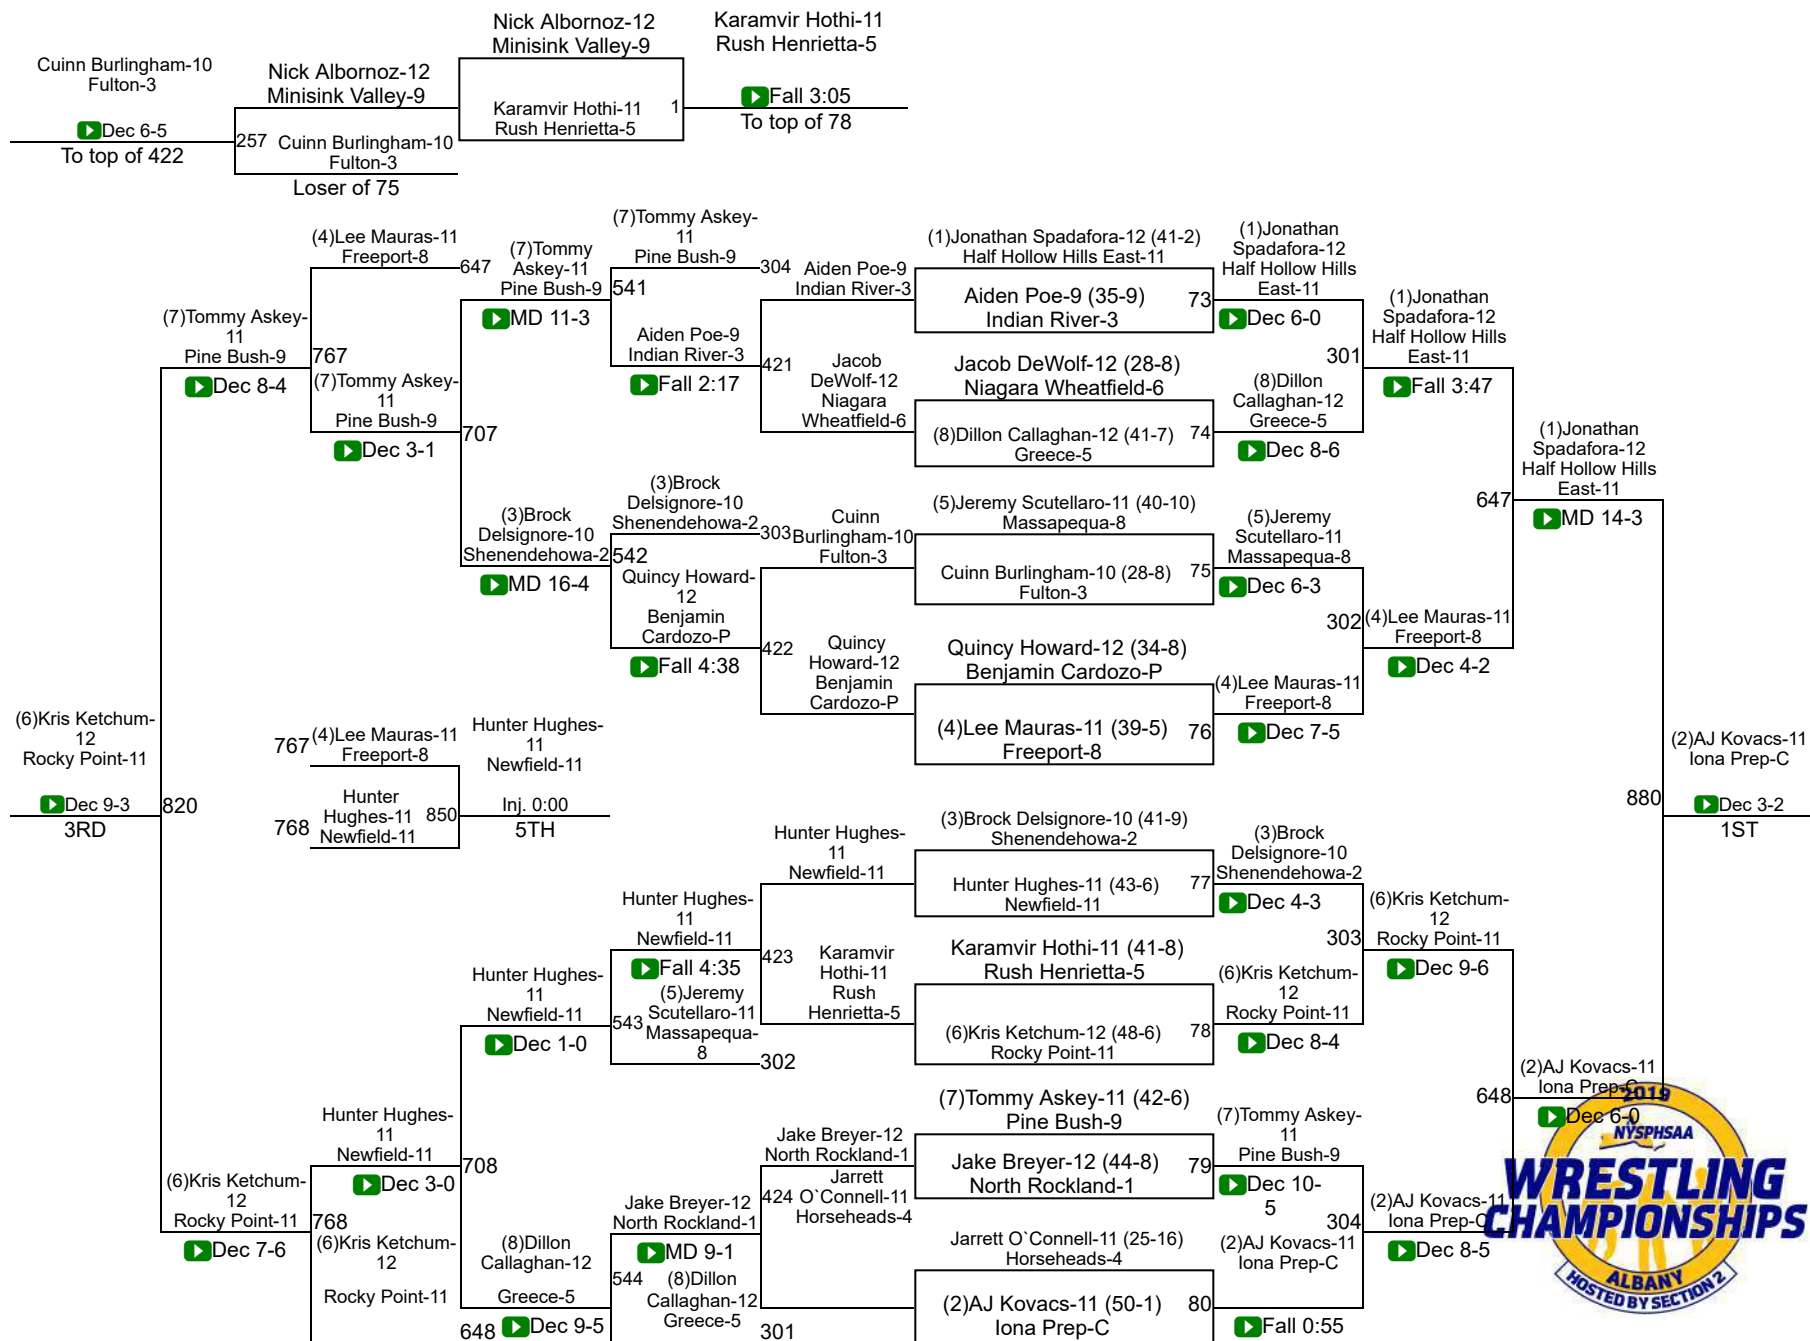 Nick Albornoz-12
Minisink Valley-9
Karamvir Hothi-11
Rush Henrietta-5
Cuinn Burlingham-10
Fulton-3
Nick Albornoz-12
Minisink Valley-9
Karamvir Hothi-11
Rush Henrietta-5
1
Fall 3:05
To top of 78
Dec 6-5
To top of 422
257
Cuinn Burlingham-10
Fulton-3
Loser of 75
(4)Lee Mauras-11
Freeport-8
647
(7)Tommy
Askey-11
Pine Bush-9
MD 11-3
(7)Tommy Askey-
11
Pine Bush-9
304
541
Aiden Poe-9
Indian River-3
Fall 2:17
Aiden Poe-9
Indian River-3
421
Jacob
DeWolf-12
Niagara
Wheatfield-6
(1)Jonathan Spadafora-12 (41-2)
Half Hollow Hills East-11
Aiden Poe-9 (35-9)
Indian River-3
73
Jacob DeWolf-12 (28-8)
Niagara Wheatfield-6
(8)Dillon Callaghan-12 (41-7)
Greece-5
74
(1)Jonathan
Spadafora-12
Half Hollow Hills
East-11
Dec 6-0
301
(8)Dillon
Callaghan-12
Greece-5
Dec 8-6
(1)Jonathan
Spadafora-12
Half Hollow Hills
East-11
Fall 3:47
(7)Tommy Askey-
11
Pine Bush-9
Dec 8-4
767
(7)Tommy Askey-
11
Pine Bush-9
Dec 3-1
707
(3)Brock
Delsignore-10
Shenendehowa-2
MD 16-4
(3)Brock
Delsignore-10
Shenendehowa-2
303
542
Quincy Howard-
12
Benjamin
Cardozo-P
Fall 4:38
Cuinn
Burlingham-10
Fulton-3
422
Quincy
Howard-12
Benjamin
Cardozo-P
(5)Jeremy Scutellaro-11 (40-10)
Massapequa-8
Cuinn Burlingham-10 (28-8)
Fulton-3
75
Quincy Howard-12 (34-8)
Benjamin Cardozo-P
(4)Lee Mauras-11 (39-5)
Freeport-8
76
(5)Jeremy
Scutellaro-11
Massapequa-8
Dec 6-3
302
(4)Lee Mauras-11
Freeport-8
Dec 7-5
(4)Lee Mauras-11
Freeport-8
Dec 4-2
647
(1)Jonathan
Spadafora-12
Half Hollow Hills
East-11
MD 14-3
(6)Kris Ketchum-
12
Rocky Point-11
Dec 9-3
3RD
820
767
(4)Lee Mauras-11
Freeport-8
768
Hunter
Hughes-11
Newfield-11
850
Hunter Hughes-
11
Newfield-11
Inj. 0:00
5TH
880
(2)AJ Kovacs-11
Iona Prep-C
Dec 3-2
1ST
Hunter Hughes-
11
Newfield-11
(3)Brock Delsignore-10 (41-9)
Shenendehowa-2
Hunter Hughes-11 (43-6)
Newfield-11
77
(3)Brock
Delsignore-10
Shenendehowa-2
Dec 4-3
Hunter Hughes-
11
Newfield-11
Fall 4:35
423
Karamvir
Hothi-11
Rush
Henrietta-5
Karamvir Hothi-11 (41-8)
Rush Henrietta-5
(6)Kris Ketchum-12 (48-6)
Rocky Point-11
78
303
(6)Kris Ketchum-
12
Rocky Point-11
Dec 8-4
(6)Kris Ketchum-
12
Rocky Point-11
Dec 9-6
Hunter Hughes-
11
Newfield-11
Dec 1-0
543
(5)Jeremy
Scutellaro-11
Massapequa-
8
302
(7)Tommy Askey-11 (42-6)
Pine Bush-9
Jake Breyer-12 (44-8)
North Rockland-1
79
(7)Tommy Askey-
11
Pine Bush-9
Dec 10-
5
648
(2)AJ Kovacs-11
Iona Prep-C
Dec 6-0
Hunter Hughes-
11
Newfield-11
Dec 3-0
708
Jake Breyer-12
North Rockland-1
424
Jarrett
O`Connell-11
Horseheads-4
Jake Breyer-12
North Rockland-1
MD 9-1
544
(8)Dillon
Callaghan-12
Greece-5
301
Jarrett O`Connell-11 (25-16)
Horseheads-4
(2)AJ Kovacs-11 (50-1)
Iona Prep-C
80
304
(2)AJ Kovacs-11
Iona Prep-C
Fall 0:55
(2)AJ Kovacs-11
Iona Prep-C
Dec 8-5
(6)Kris Ketchum-
12
Rocky Point-11
Dec 7-6
768
(6)Kris Ketchum-
12
Rocky Point-11
648
(8)Dillon
Callaghan-12
Greece-5
Dec 9-5
2019
NYSPHSAA
WRESTLING
CHAMPIONSHIPS
ALBANY
HOSTED BY SECTION 2